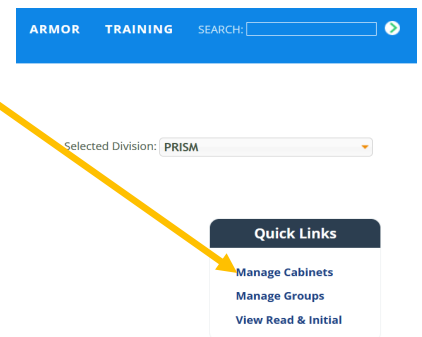 ARMOR TRAINING SEARCH:
Selected Division: PRISM
Quick Links
Manage Cabinets
Manage Groups
View Read & Initial